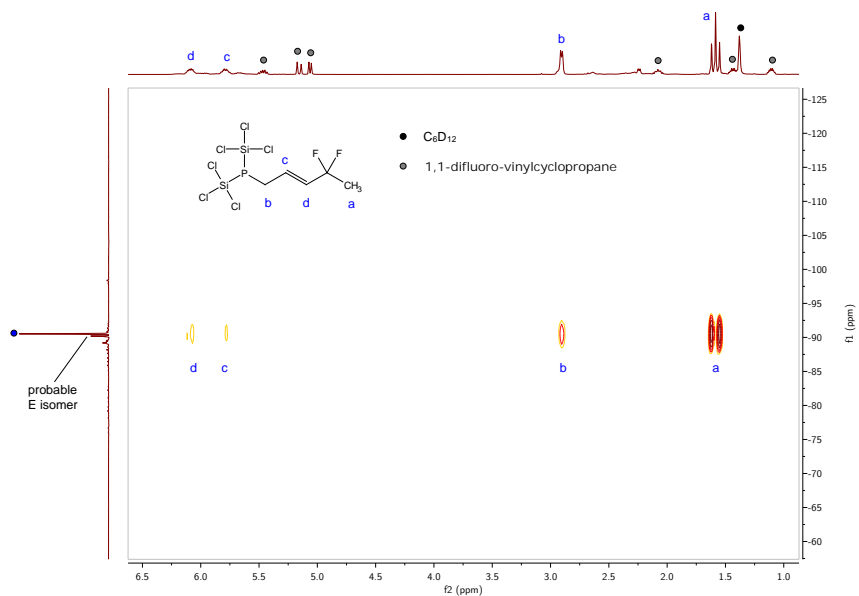 d
c
b
a
-125
-120
-115
-110
-105
-100
-95
-90
-85
-80
-75
-70
-65
-60
f1 (ppm)
Cl
Cl Si Cl
Cl
Cl Si P
Cl Cl
c
F F
CH3
b d a
C6D12
1,1-difluoro-vinylcyclopropane
d c b a
probable
E isomer
6.5 6.0 5.5 5.0 4.5 4.0 3.5 3.0 2.5 2.0 1.5 1.0
f2 (ppm)